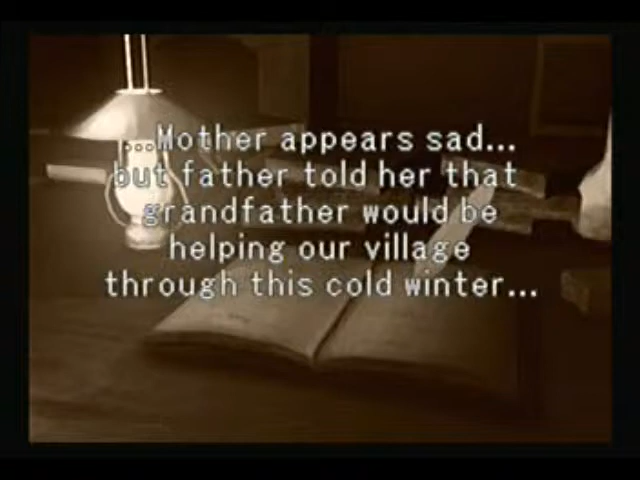 ...Mother appears sad...
but father told her that
grandfather would be
helping our village
through this cold winter...